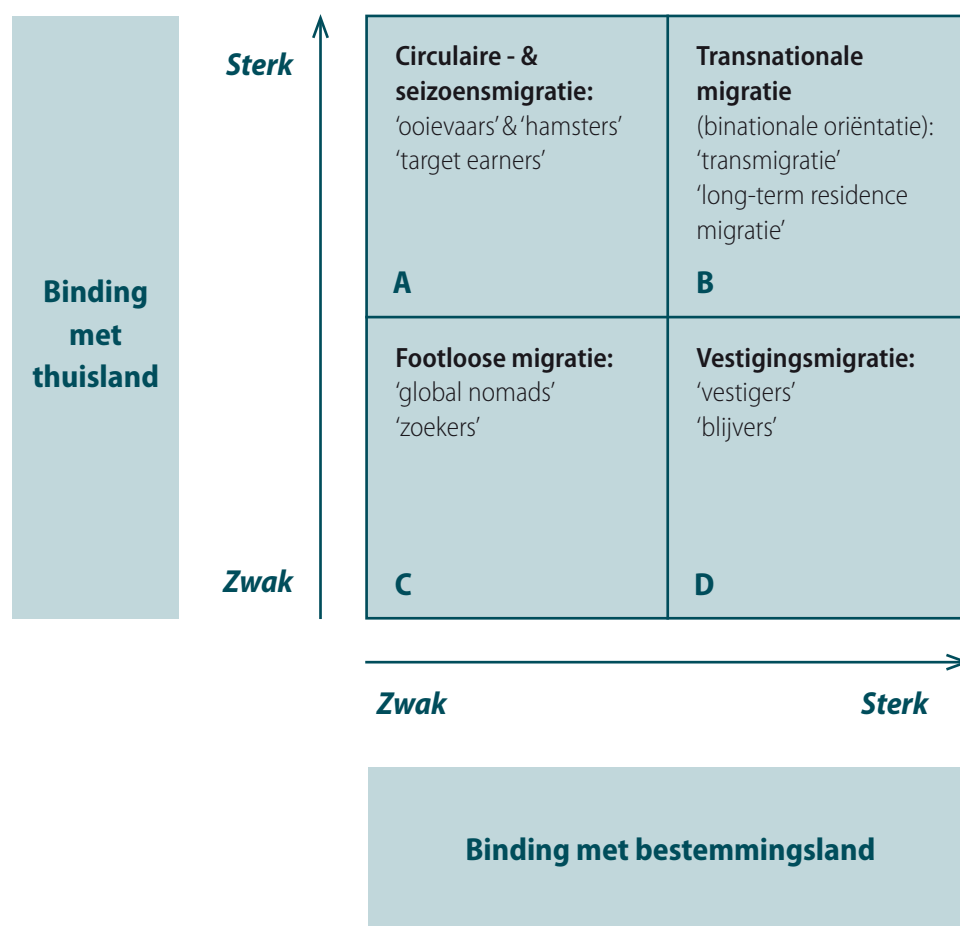 Sterk
Circulaire - &
seizoensmigratie:
‘ooievaars’ & ‘hamsters’
‘target earners’
A
Transnationale
migratie
(binationale oriëntatie):
‘transmigratie’
‘long-term residence
migratie’
B
Binding
met
thuisland
Footloose migratie:
‘global nomads’
‘zoekers’
C
Vestigingsmigratie:
‘vestigers’
‘blijvers’
D
Zwak
Zwak
Sterk
Binding met bestemmingsland